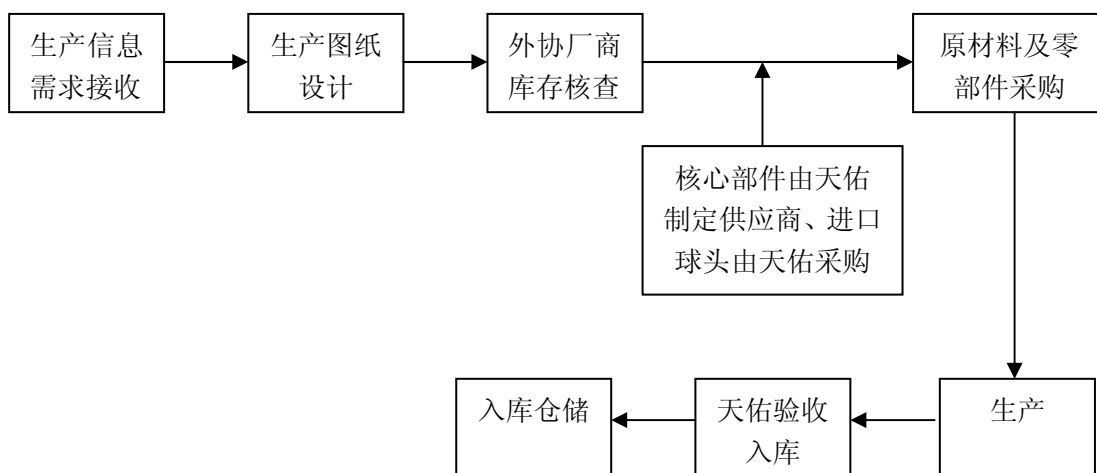 生产信息
需求接收
生产图纸
设计
外协厂商
库存核查
原材料及零
部件采购
核心部件由天佑
制定供应商、进口
球头由天佑采购
入库仓储
天佑验收
入库
生产